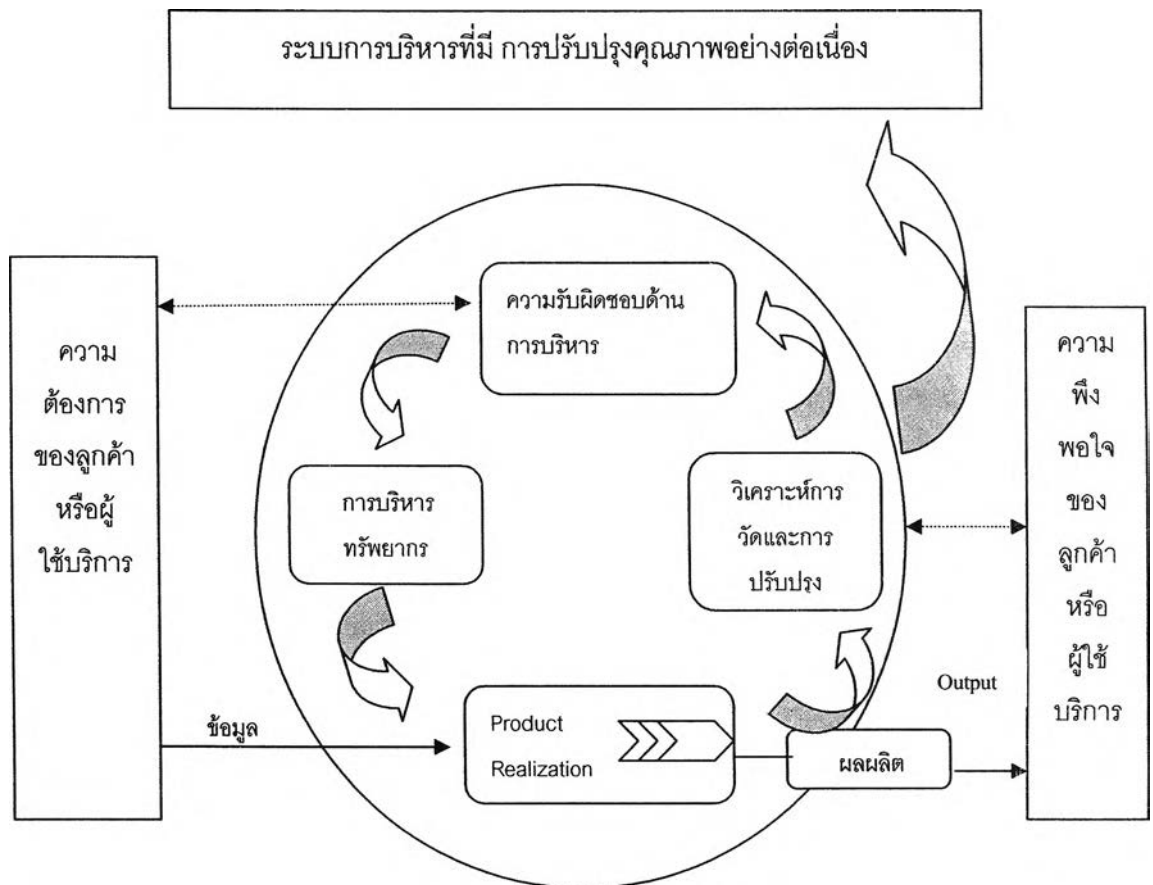 ระบบการบริหารที่มี การปรับปรุงคุณภาพอย่างต่อเนื่อง
ความรับผิดชอบด้าน
การบริหาร
ความ
ต้องการ
ของลูกค้า
หรือผู้
ใช้บริการ
การบริหาร
ทรัพยากร
วิเคราะห์การ
วัดและการ
ปรับปรุง
ความ
พึง
พอใจ
ของ
ลูกค้า
หรือ
ผู้ใช้
บริการ
ข้อมูล
Product
Realization
Output
ผลผลิต